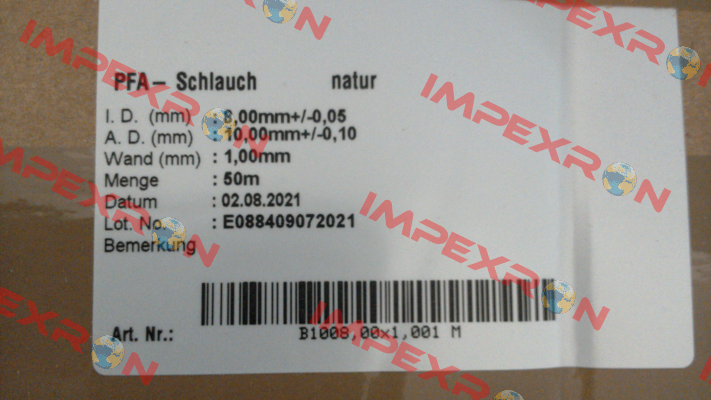 PFA- Schlauch natur
I. D. (mm) : 8,00mm+/-0,05
A. D. (mm) : 10,00mm+/-0,10
Wand (mm) : 1,00mm
Menge : 50m
Datum : 02.08.2021
Lot. No. : E088409072021
Bemerkung
Art. Nr.: B1008,00x1,001 M
IMPEXRON
IMPEXRON
IMPEXRON
IMPEXRON
IMPEXRON